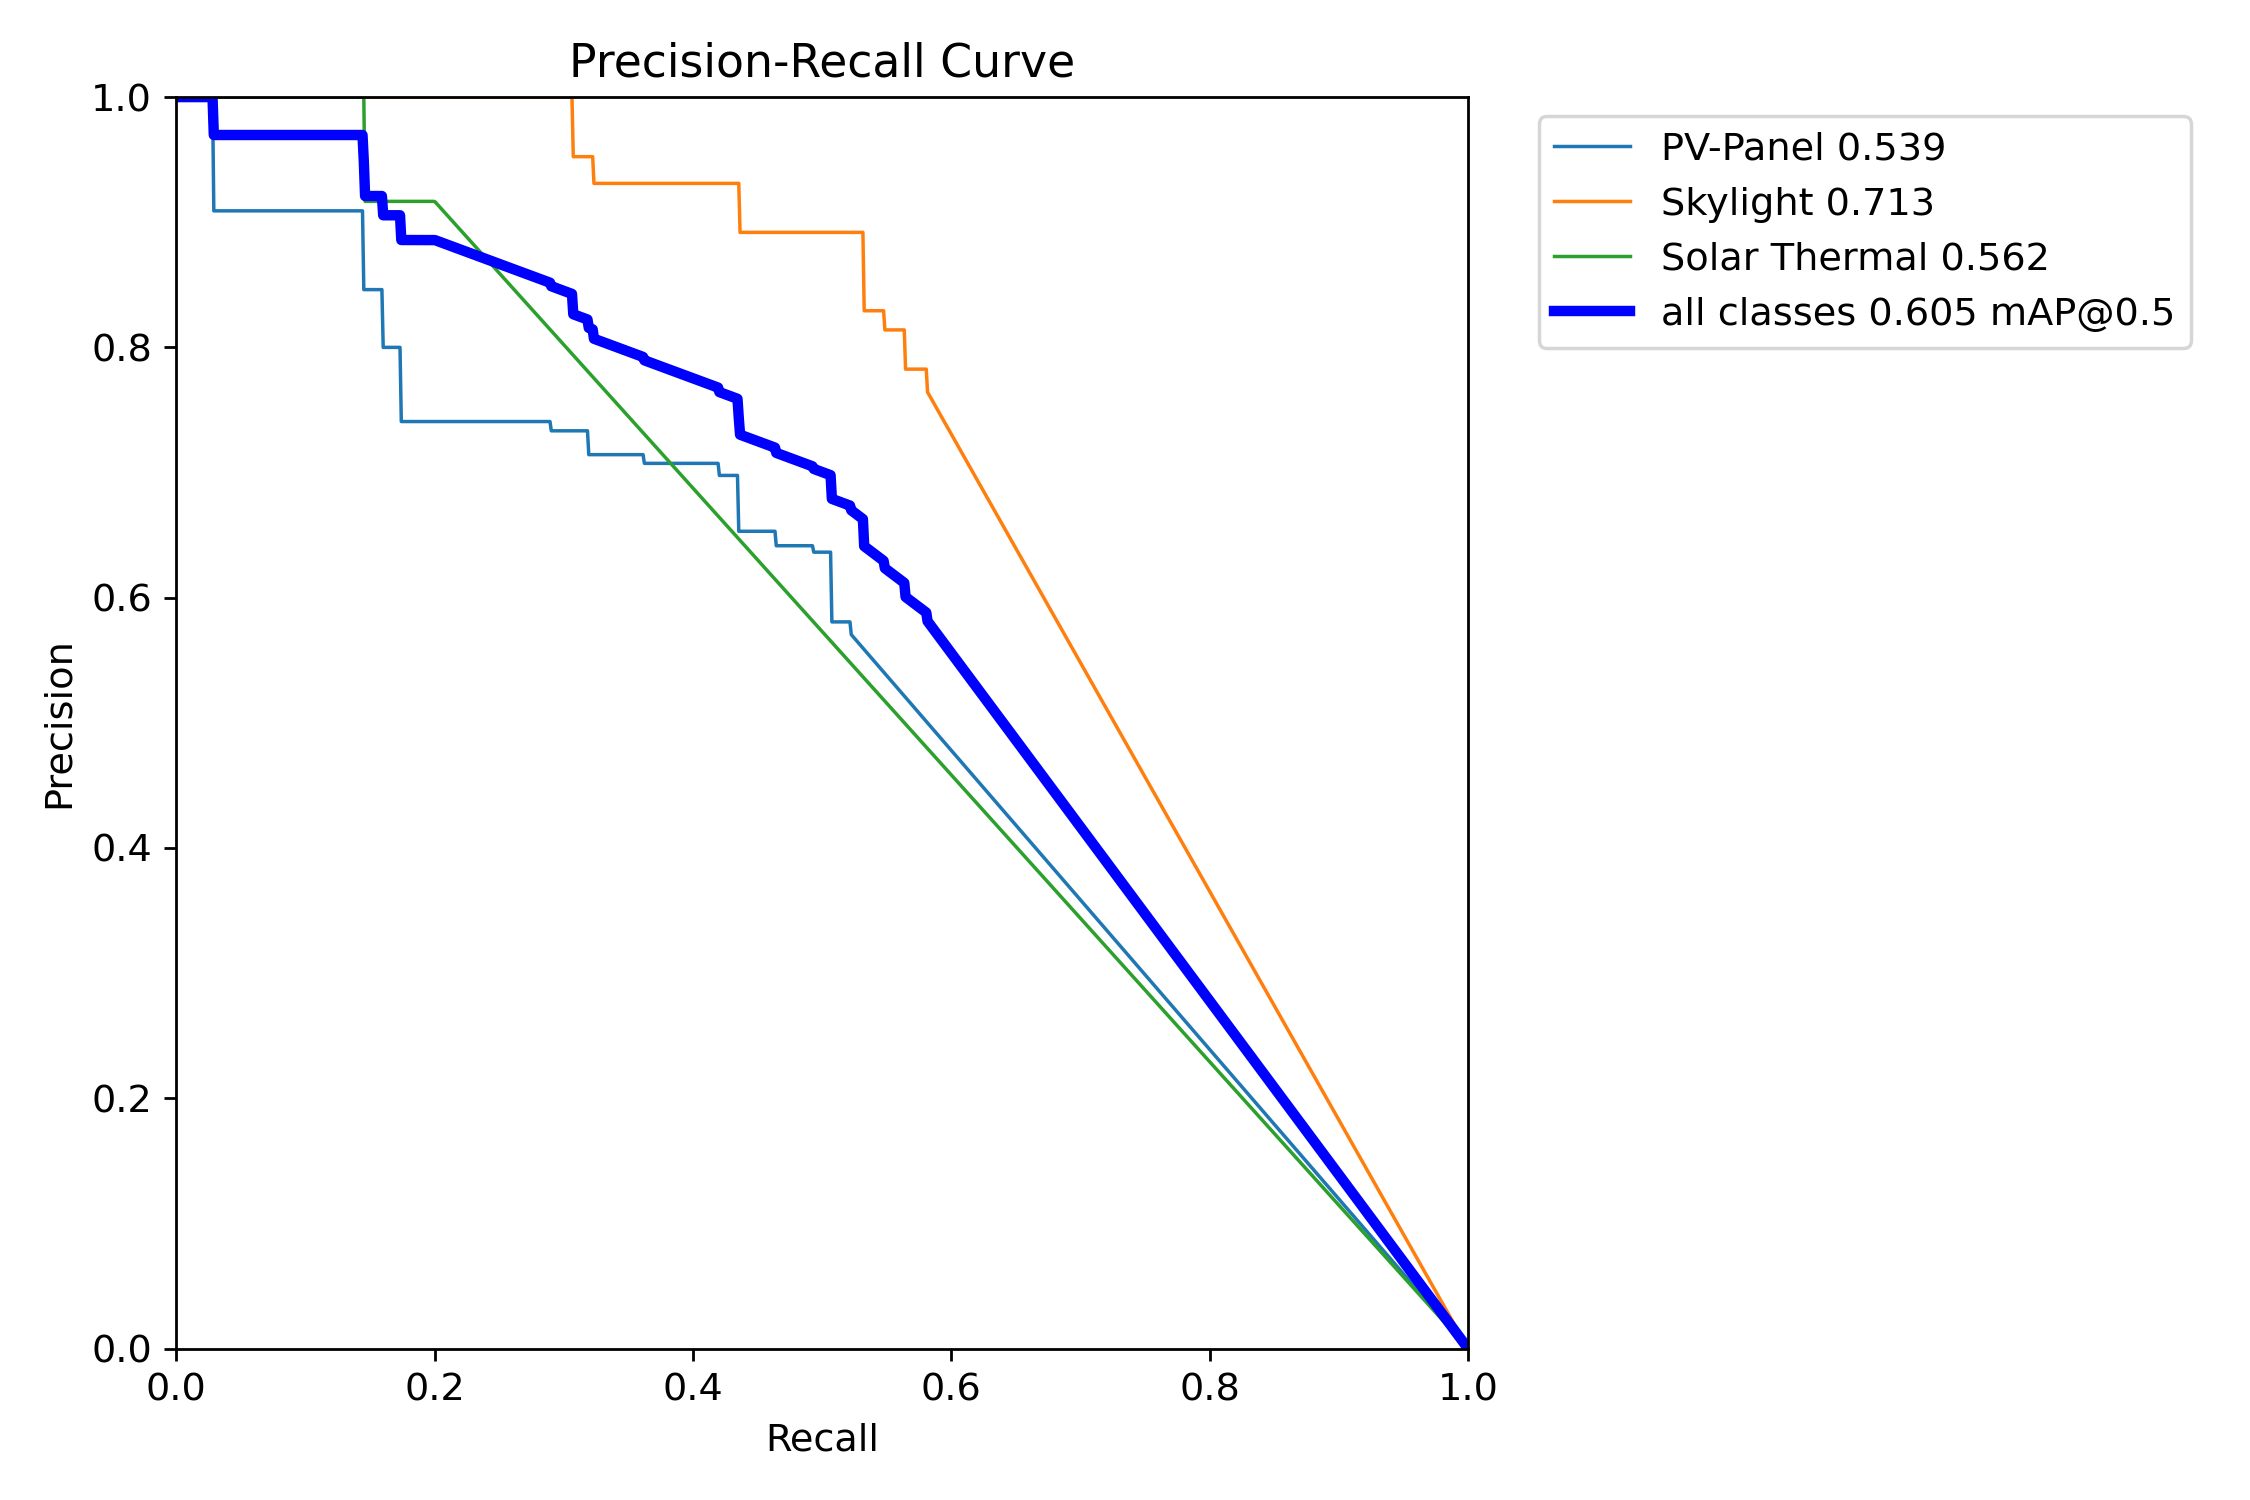 Precision-Recall Curve
PV-Panel 0.539
Skylight 0.713
Solar Thermal 0.562
all classes 0.605 mAP@0.5
Precision
1.0
0.8
0.6
0.4
0.2
0.0
0.0 0.2 0.4 0.6 0.8 1.0
Recall